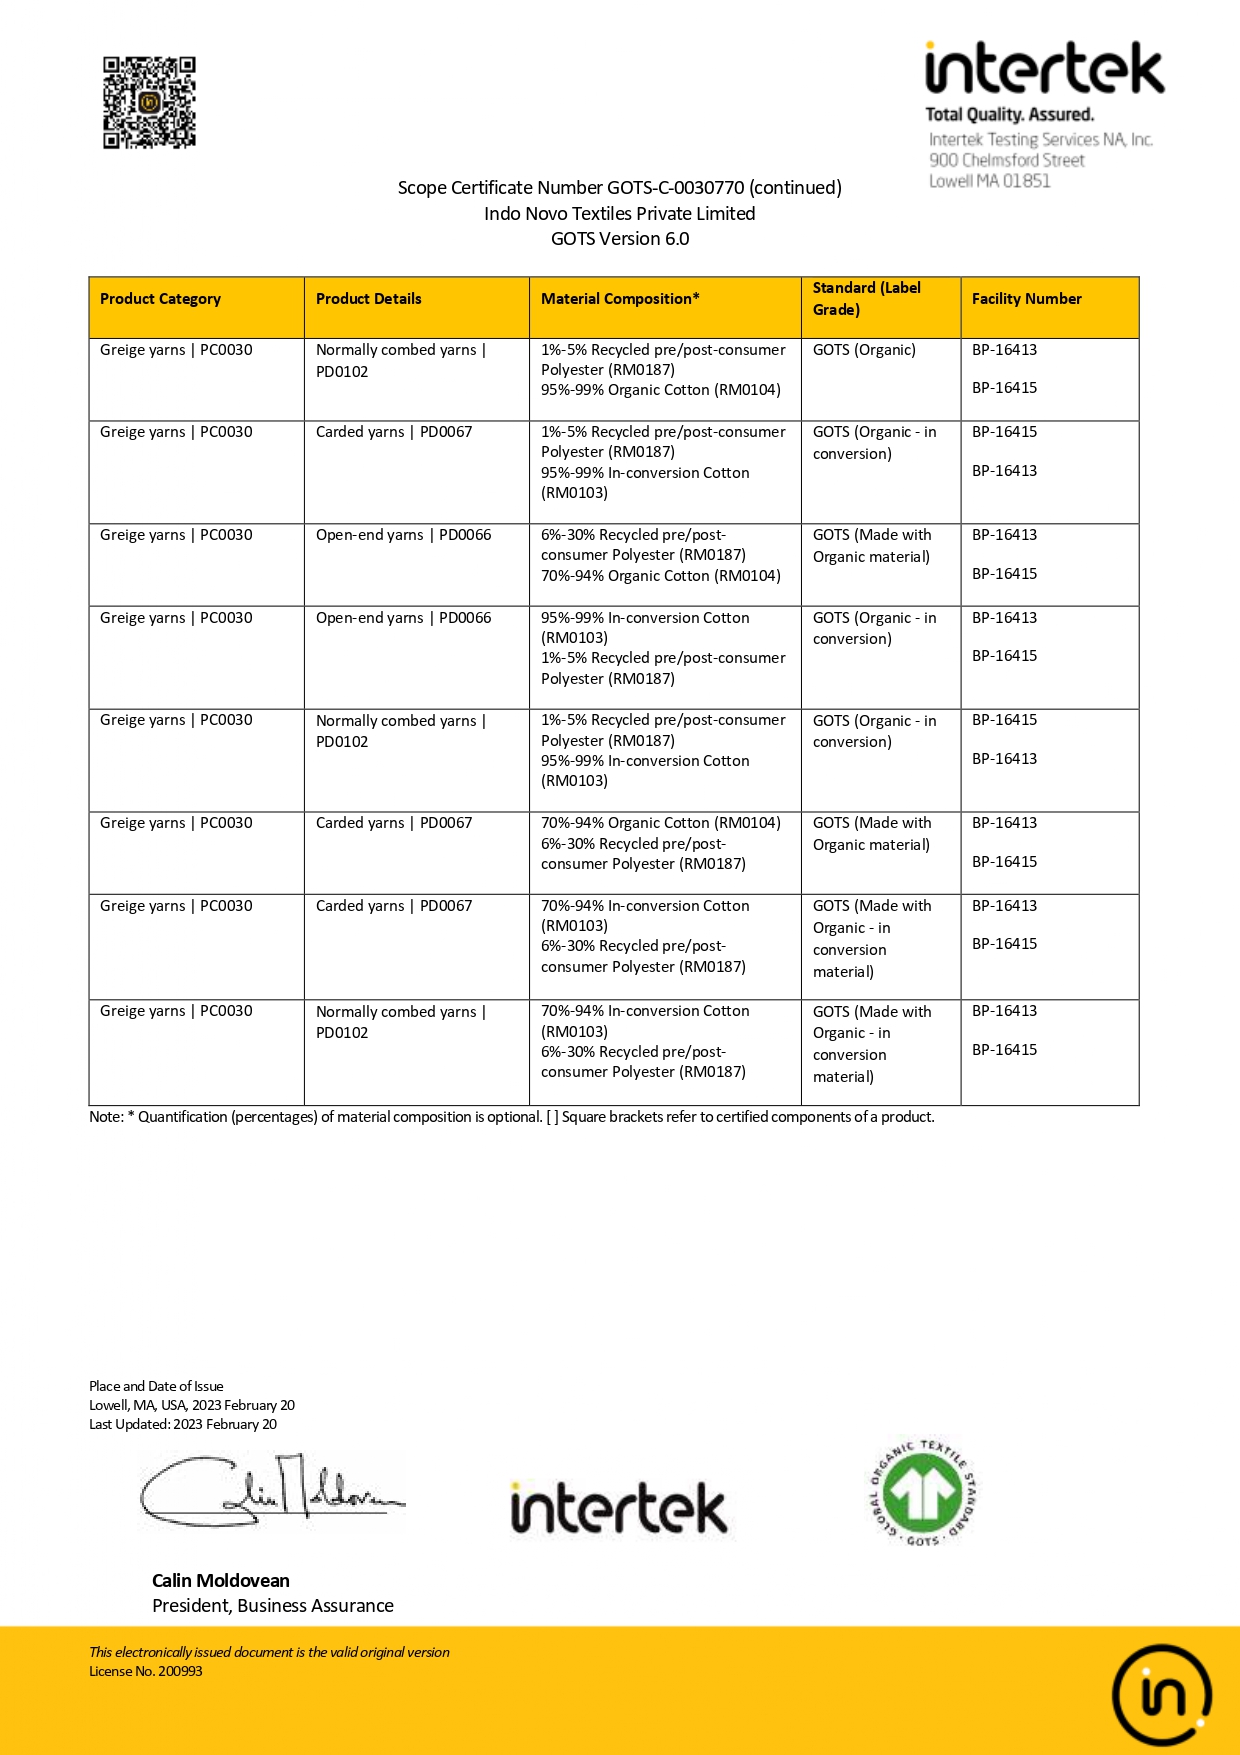 intertek
Total Quality. Assured.
Intertek Testing Services NA, Inc.
900 Chelmsford Street
Lowell MA 01851
Scope Certificate Number GOTS-C-0030770 (continued)
Indo Novo Textiles Private Limited
GOTS Version 6.0
Product Category | Product Details | Material Composition* | Standard (Label Grade) | Facility Number
Greige yarns | PC0030
Normally combed yarns |
PD0102
1%-5% Recycled pre/post-consumer
Polyester (RM0187)
95%-99% Organic Cotton (RM0104)
GOTS (Organic)
BP-16413
BP-16415
Greige yarns | PC0030
Carded yarns | PD0067
1%-5% Recycled pre/post-consumer
Polyester (RM0187)
95%-99% In-conversion Cotton
(RM0103)
GOTS (Organic - in
conversion)
BP-16415
BP-16413
Greige yarns | PC0030
Open-end yarns | PD0066
6%-30% Recycled pre/post-
consumer Polyester (RM0187)
70%-94% Organic Cotton (RM0104)
GOTS (Made with
Organic material)
BP-16413
BP-16415
Greige yarns | PC0030
Open-end yarns | PD0066
95%-99% In-conversion Cotton
(RM0103)
1%-5% Recycled pre/post-consumer
Polyester (RM0187)
GOTS (Organic - in
conversion)
BP-16413
BP-16415
Greige yarns | PC0030
Normally combed yarns |
PD0102
1%-5% Recycled pre/post-consumer
Polyester (RM0187)
95%-99% In-conversion Cotton
(RM0103)
GOTS (Organic - in
conversion)
BP-16415
BP-16413
Greige yarns | PC0030
Carded yarns | PD0067
70%-94% Organic Cotton (RM0104)
6%-30% Recycled pre/post-
consumer Polyester (RM0187)
GOTS (Made with
Organic material)
BP-16413
BP-16415
Greige yarns | PC0030
Carded yarns | PD0067
70%-94% In-conversion Cotton
(RM0103)
6%-30% Recycled pre/post-
consumer Polyester (RM0187)
GOTS (Made with
Organic - in
conversion
material)
BP-16413
BP-16415
Greige yarns | PC0030
Normally combed yarns |
PD0102
70%-94% In-conversion Cotton
(RM0103)
6%-30% Recycled pre/post-
consumer Polyester (RM0187)
GOTS (Made with
Organic - in
conversion
material)
BP-16413
BP-16415
Note: * Quantification (percentages) of material composition is optional. [ ] Square brackets refer to certified components of a product.
Place and Date of Issue
Lowell, MA, USA, 2023 February 20
Last Updated: 2023 February 20
Calin Moldovean
intertek
GLOBAL ORGANIC TEXTILE STANDARD · GOTS ·
Calin Moldovean
President, Business Assurance
This electronically issued document is the valid original version
License No. 200993
in